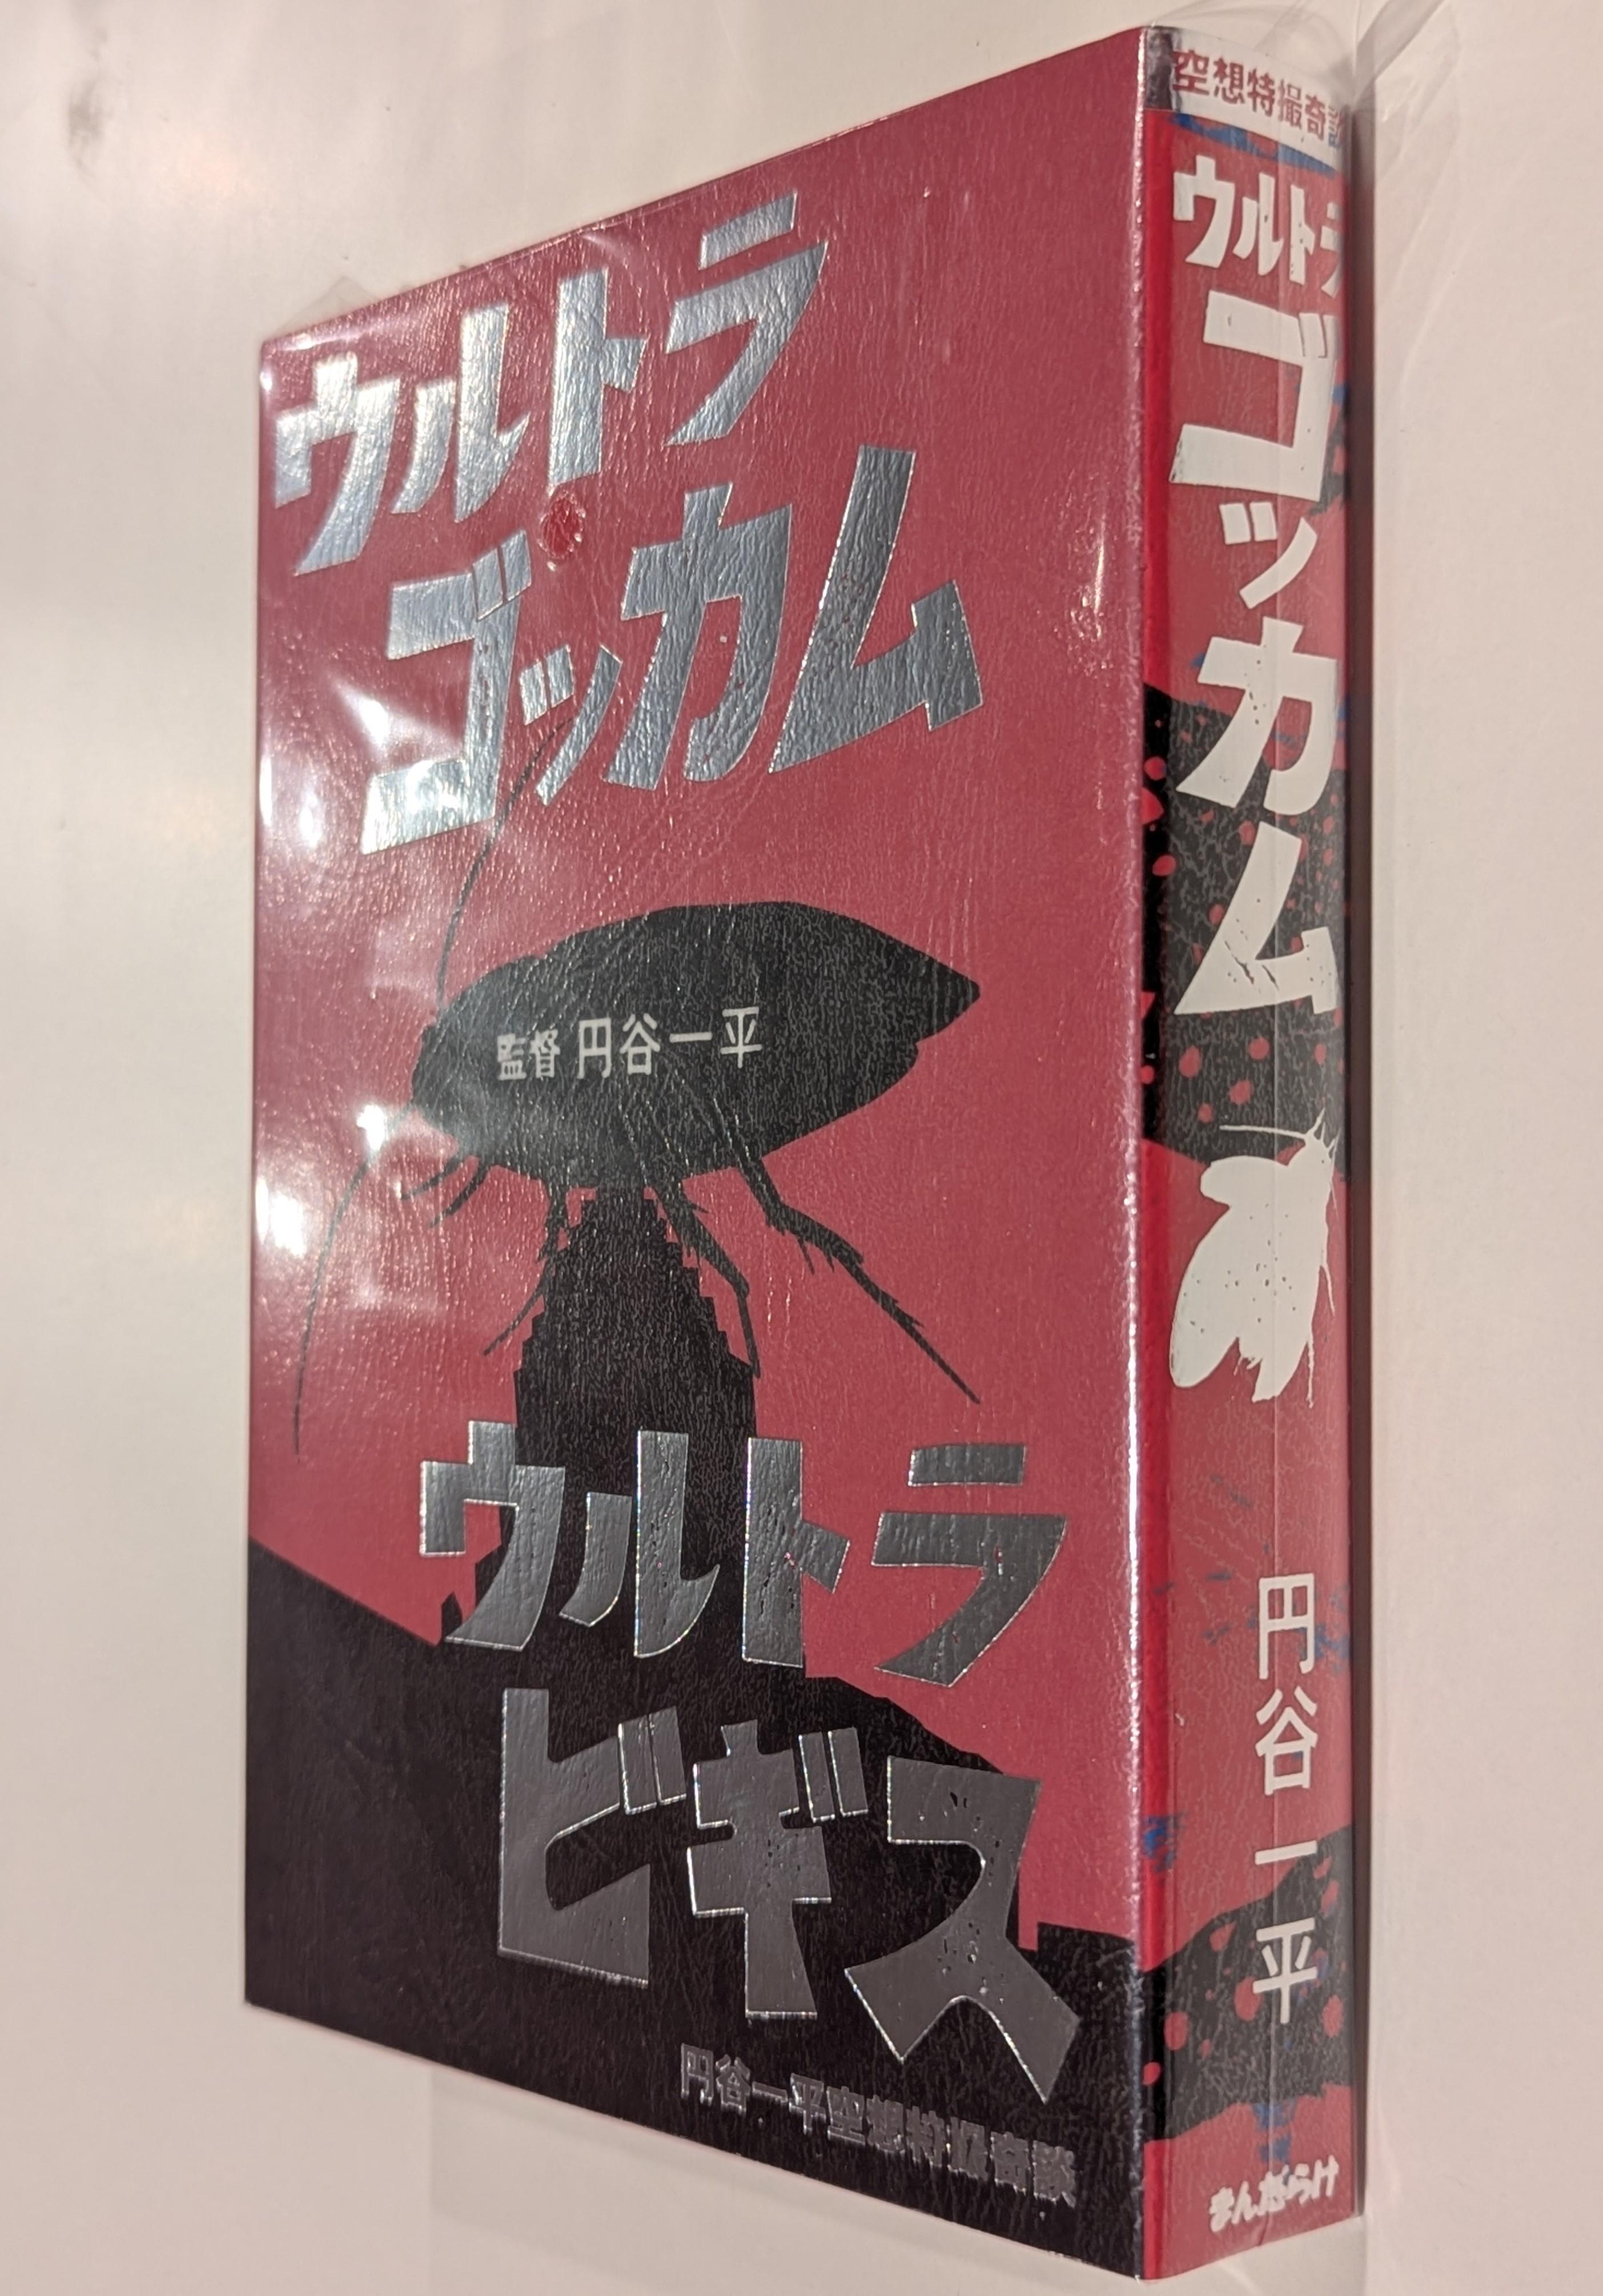 ウルトラ
ゴッカム
監督 円谷一平
ウルトラ
ビギス
円谷一平空想特撮奇談
空想特撮奇談
ウルトラ
ゴッカム
円谷一平
まんだらけ